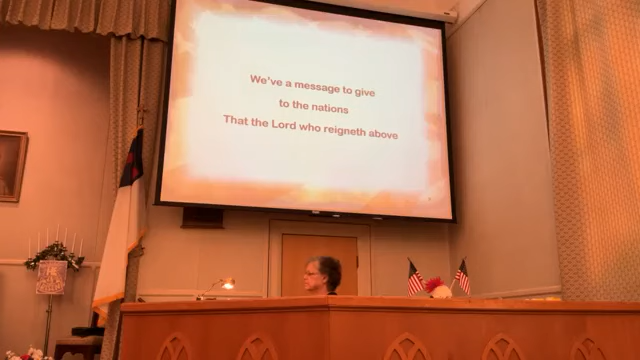 We've a message to give
to the nations
That the Lord who reigneth above